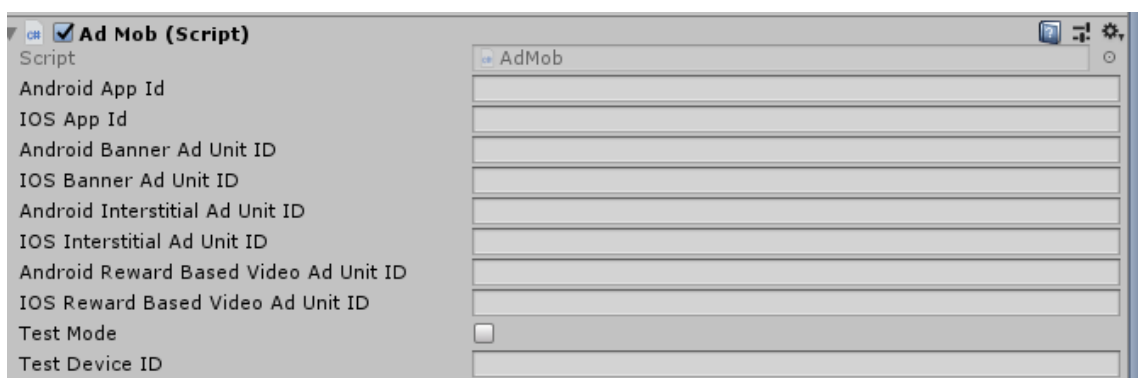 Ad Mob (Script)
Script AdMob
Android App Id
IOS App Id
Android Banner Ad Unit ID
IOS Banner Ad Unit ID
Android Interstitial Ad Unit ID
IOS Interstitial Ad Unit ID
Android Reward Based Video Ad Unit ID
IOS Reward Based Video Ad Unit ID
Test Mode
Test Device ID